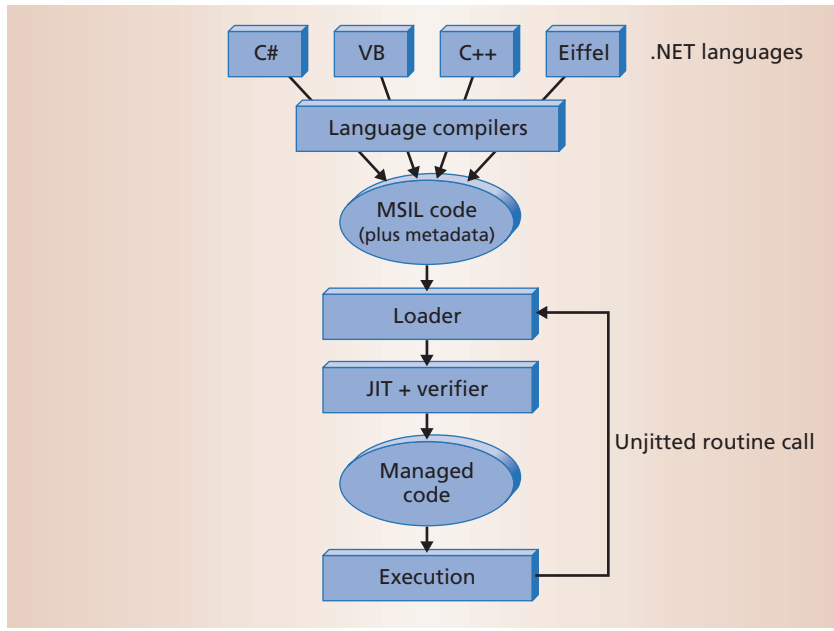 C#
VB
C++
Eiffel
.NET languages
Language compilers
MSIL code
(plus metadata)
Loader
JIT + verifier
Unjitted routine call
Managed
code
Execution